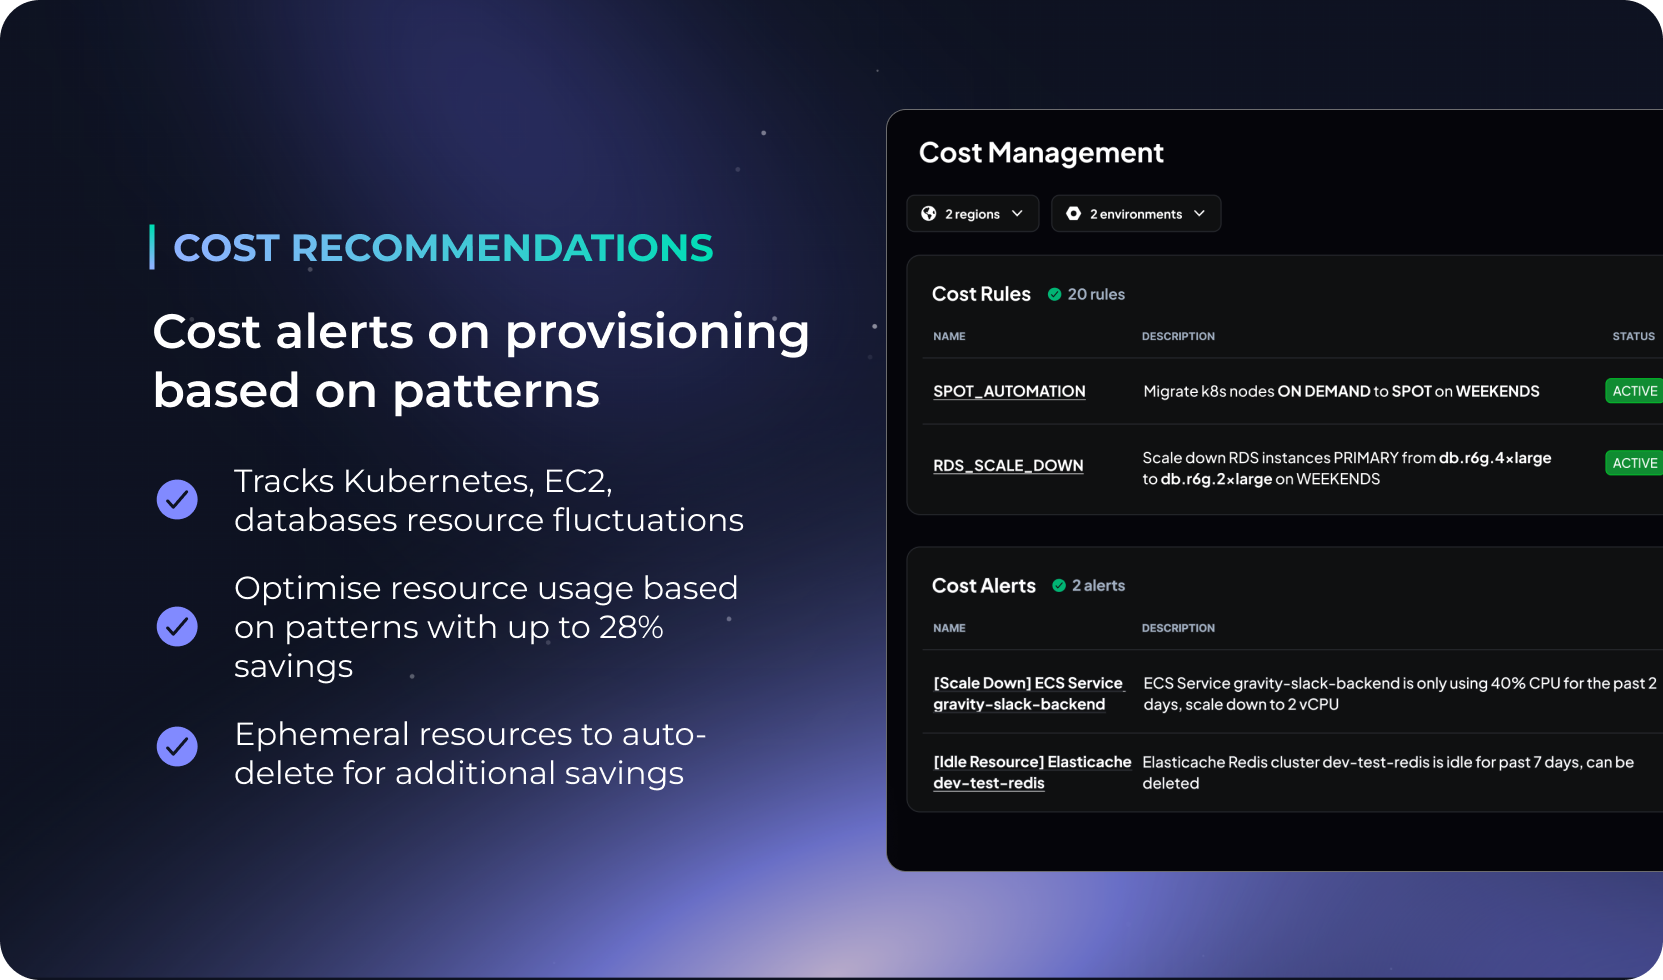 COST RECOMMENDATIONS
Cost alerts on provisioning
based on patterns
Tracks Kubernetes, EC2,
databases resource fluctuations
Optimise resource usage based
on patterns with up to 28%
savings
Ephemeral resources to auto-
delete for additional savings
Cost Management
2 regions
2 environments
Cost Rules 20 rules
NAME DESCRIPTION STATUS
SPOT_AUTOMATION Migrate k8s nodes ON DEMAND to SPOT on WEEKENDS ACTIVE
RDS_SCALE_DOWN Scale down RDS instances PRIMARY from db.r6g.4xlarge
to db.r6g.2xlarge on WEEKENDS ACTIVE
Cost Alerts 2 alerts
NAME DESCRIPTION
[Scale Down] ECS Service
gravity-slack-backend
ECS Service gravity-slack-backend is only using 40% CPU for the past 2
days, scale down to 2 vCPU
[Idle Resource] Elasticache
dev-test-redis
Elasticache Redis cluster dev-test-redis is idle for past 7 days, can be
deleted